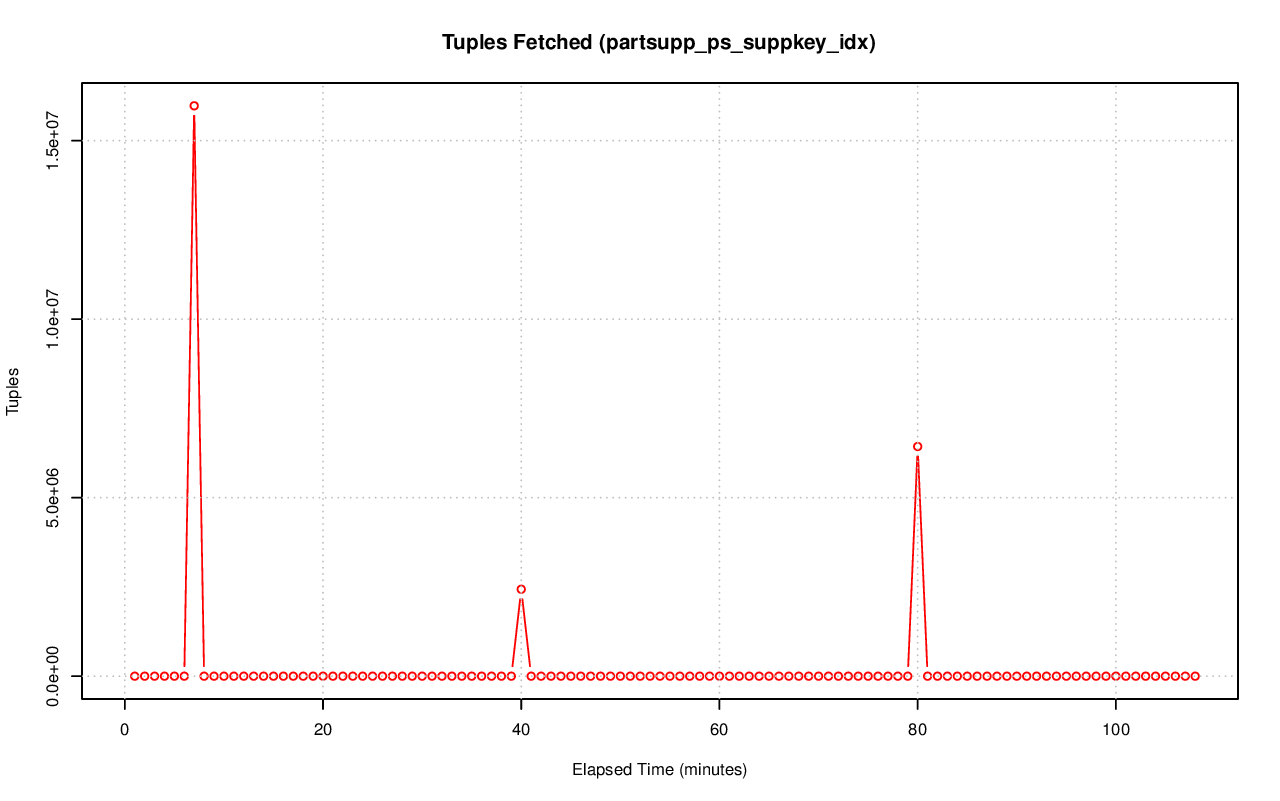 Tuples Fetched (partsupp_ps_suppkey_idx)
1.5e+07
1.0e+07
5.0e+06
0.0e+00
Tuples
0 20 40 60 80 100
Elapsed Time (minutes)